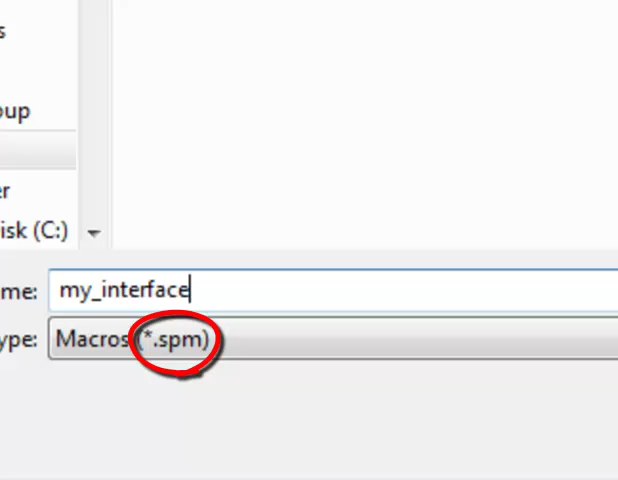 s
oup
er
isk (C:)
me: my_interface
ype: Macros (*.spm)